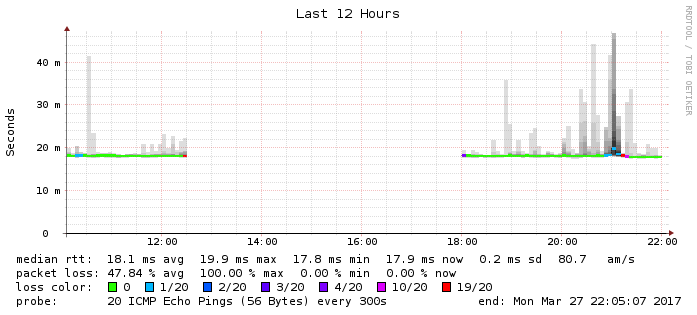 Last 12 Hours
RRDTOOL / TOBI OETIKER
Seconds
40 m
30 m
20 m
10 m
0
12:00 14:00 16:00 18:00 20:00 22:00
median rtt: 18.1 ms avg 19.9 ms max 17.8 ms min 17.9 ms now 0.2 ms sd 80.7 am/s
packet loss: 47.84 % avg 100.00 % max 0.00 % min 0.00 % now
loss color: 0 1/20 2/20 3/20 4/20 10/20 19/20
probe: 20 ICMP Echo Pings (56 Bytes) every 300s end: Mon Mar 27 22:05:07 2017